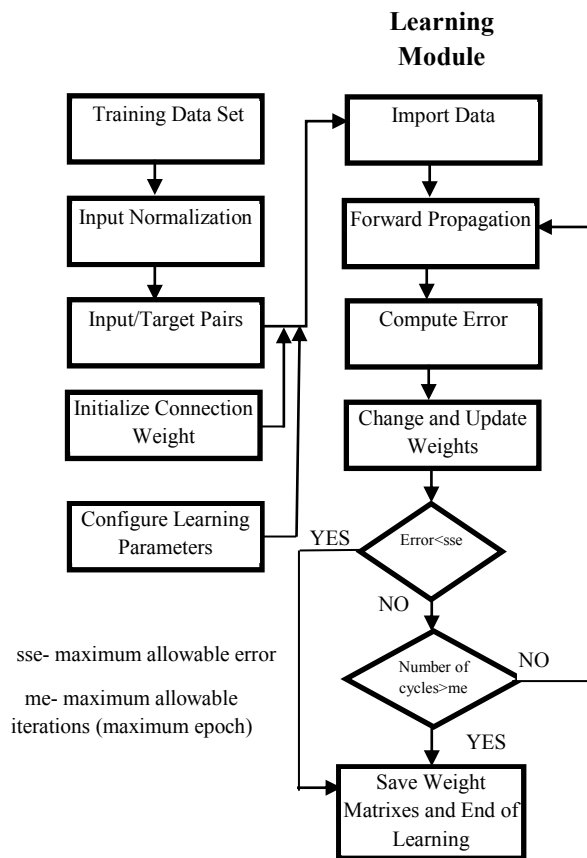 Learning
Module
Training Data Set
Input Normalization
Input/Target Pairs
Initialize Connection
Weight
Configure Learning
Parameters
Import Data
Forward Propagation
Compute Error
Change and Update
Weights
YES
Error<sse
NO
Number of
cycles>me
NO
YES
Save Weight
Matrixes and End of
Learning
sse- maximum allowable error
me- maximum allowable
iterations (maximum epoch)